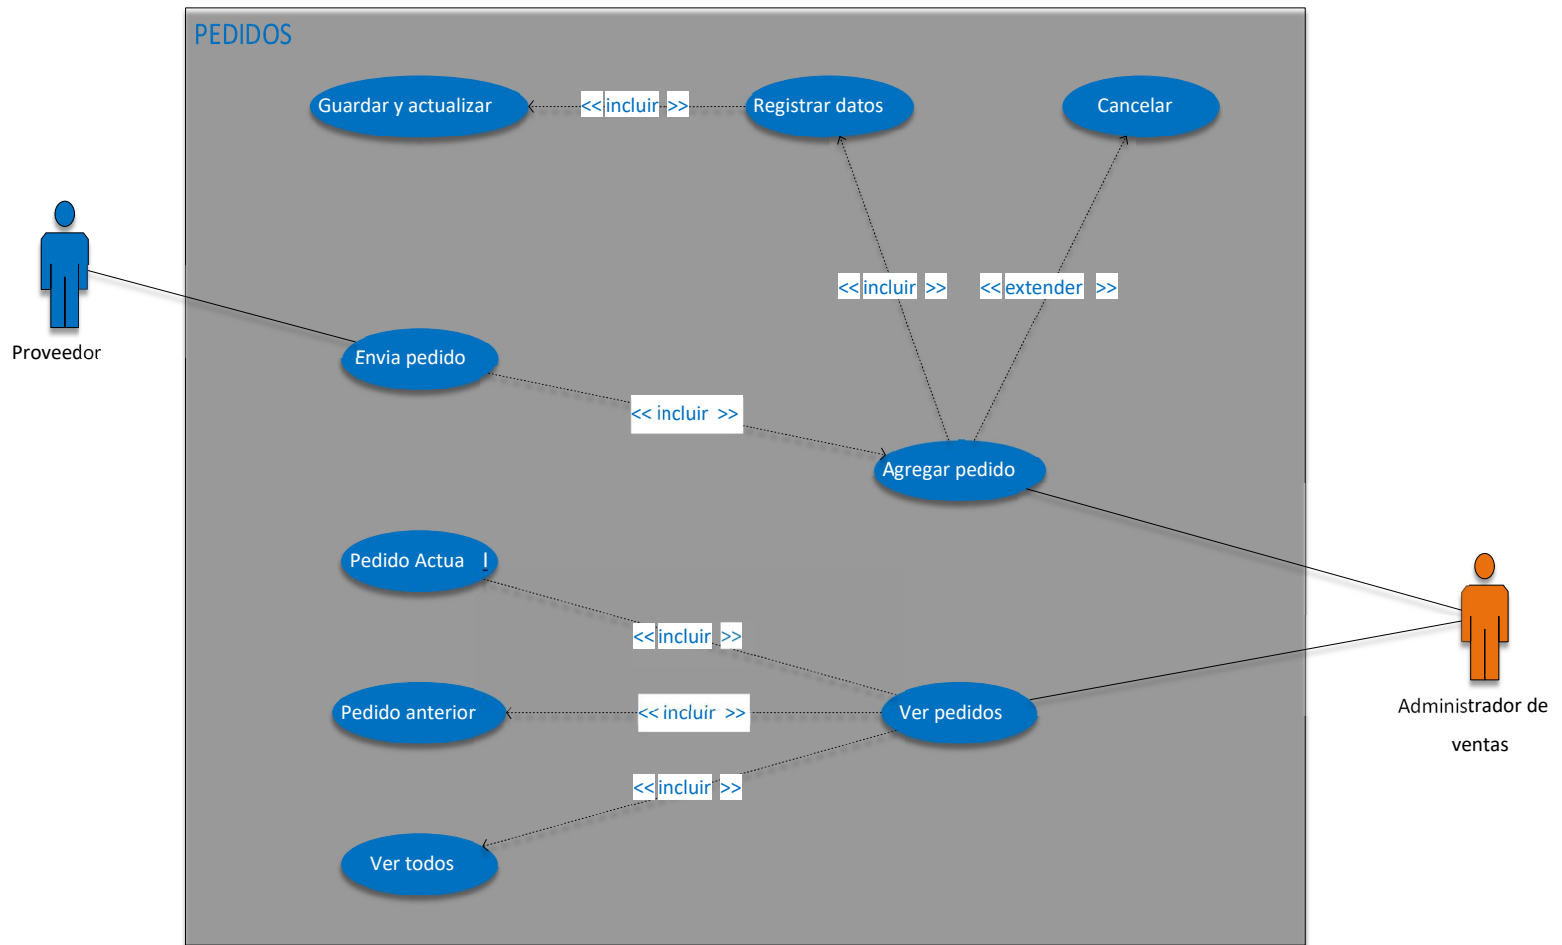 PEDIDOS
Guardar y actualizar
<< incluir >>
Registrar datos
Cancelar
<< incluir >>
<< extender >>
Proveedor
Envia pedido
<< incluir >>
Agregar pedido
Pedido Actua l
<< incluir >>
Pedido anterior
<< incluir >>
Ver pedidos
Administrador de
ventas
<< incluir >>
Ver todos